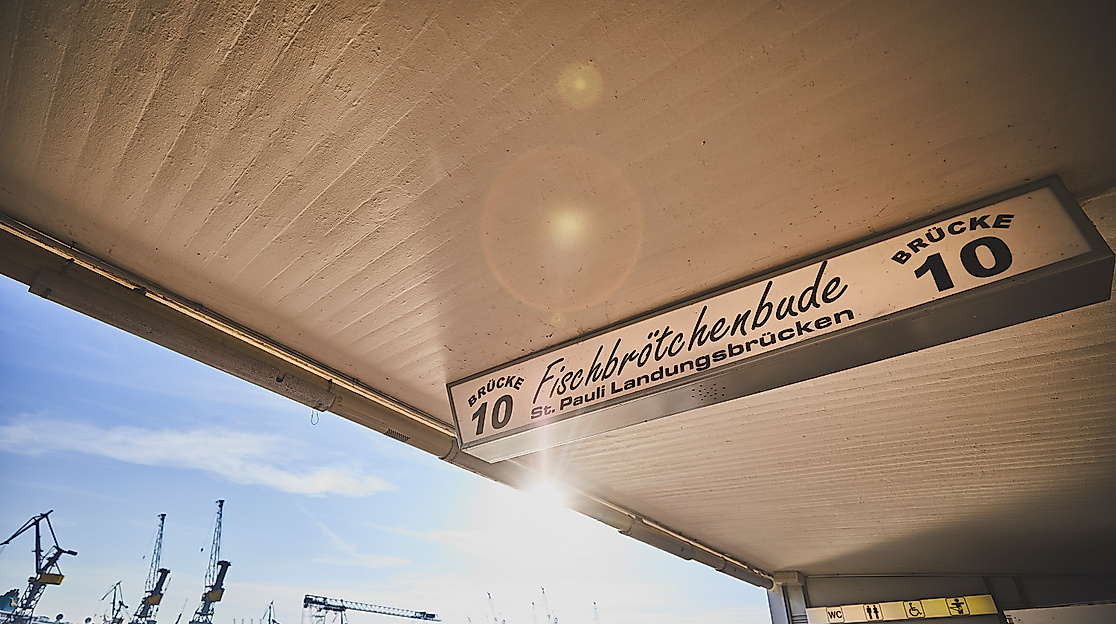 BRÜCKE
10
Fischbrötchenbude
St. Pauli Landungsbrücken
BRÜCKE
10
WC